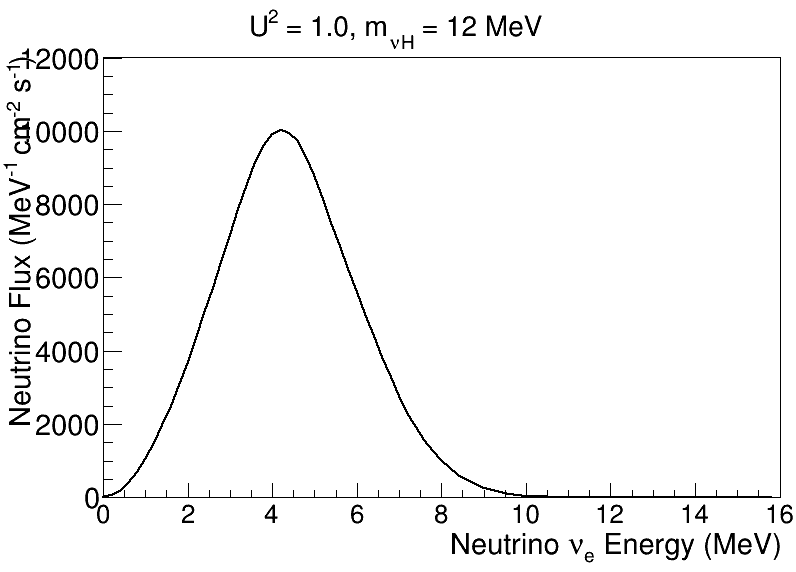 U² = 1.0, m_νH = 12 MeV
Neutrino Flux (MeV⁻¹ cm⁻² s⁻¹)
12000
10000
8000
6000
4000
2000
0
0 2 4 6 8 10 12 14 16
Neutrino ν_e Energy (MeV)